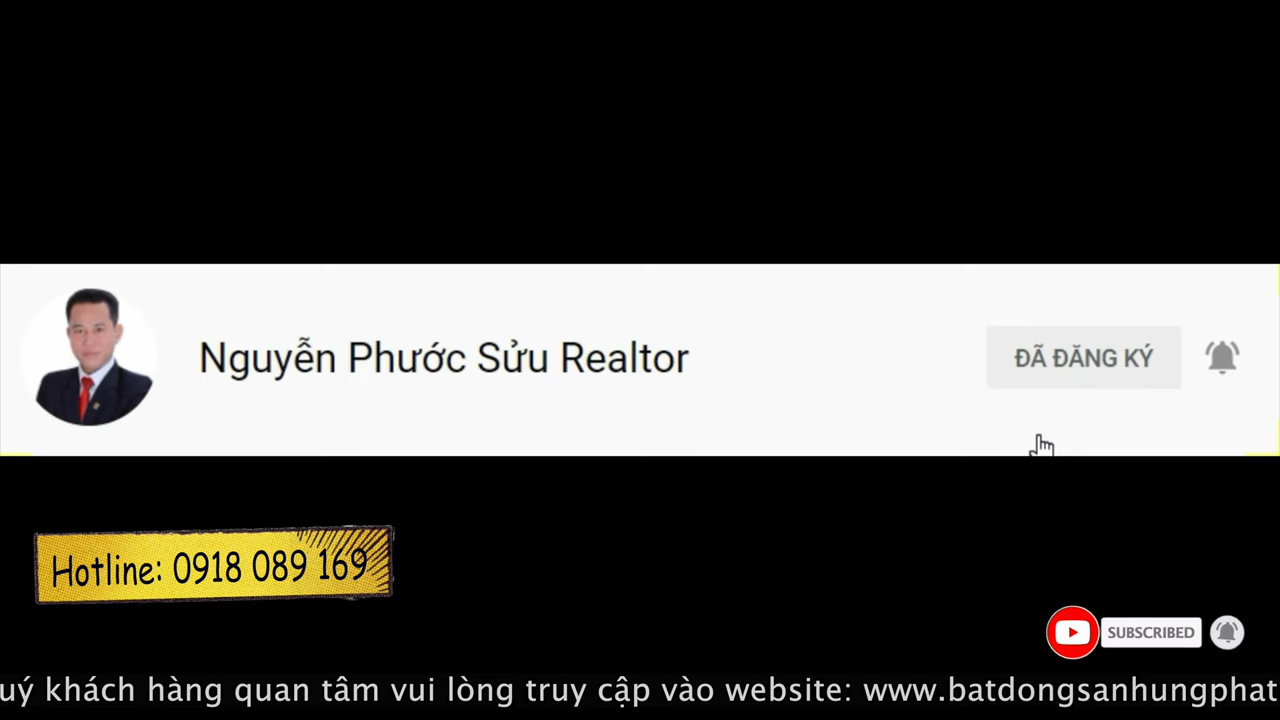 Nguyễn Phước Sửu Realtor
ĐÃ ĐĂNG KÝ
Hotline: 0918 089 169
SUBSCRIBED
uý khách hàng quan tâm vui lòng truy cập vào website: www.batdongsanhungphat